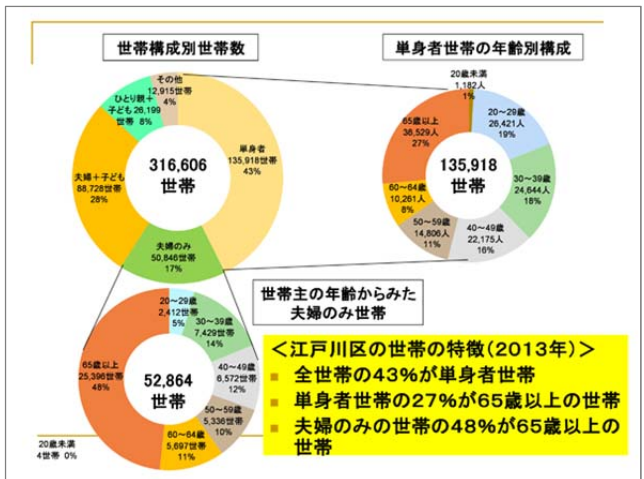 世帯構成別世帯数
単身者世帯の年齢別構成
その他
12,915世帯
4%
ひとり親+
子ども26,199
世帯 8%
夫婦+子ども
88,728世帯
28%
単身者
135,918世帯
43%
316,606
世帯
夫婦のみ
50,846世帯
17%
20歳未満
1,182人
1%
20~29歳
26,421人
19%
30~39歳
24,644人
18%
40~49歳
22,175人
16%
50~59歳
14,806人
11%
60~64歳
10,261人
8%
65歳以上
36,529人
27%
135,918
世帯
世帯主の年齢からみた
夫婦のみ世帯
20~29歳
2,412世帯
5%
30~39歳
7,429世帯
14%
40~49歳
6,572世帯
12%
50~59歳
5,336世帯
10%
60~64歳
5,697世帯
11%
65歳以上
25,396世帯
48%
52,864
世帯
20歳未満
4世帯 0%
<江戸川区の世帯の特徴(2013年)>
全世帯の43%が単身者世帯
単身者世帯の27%が65歳以上の世帯
夫婦のみの世帯の48%が65歳以上の
世帯